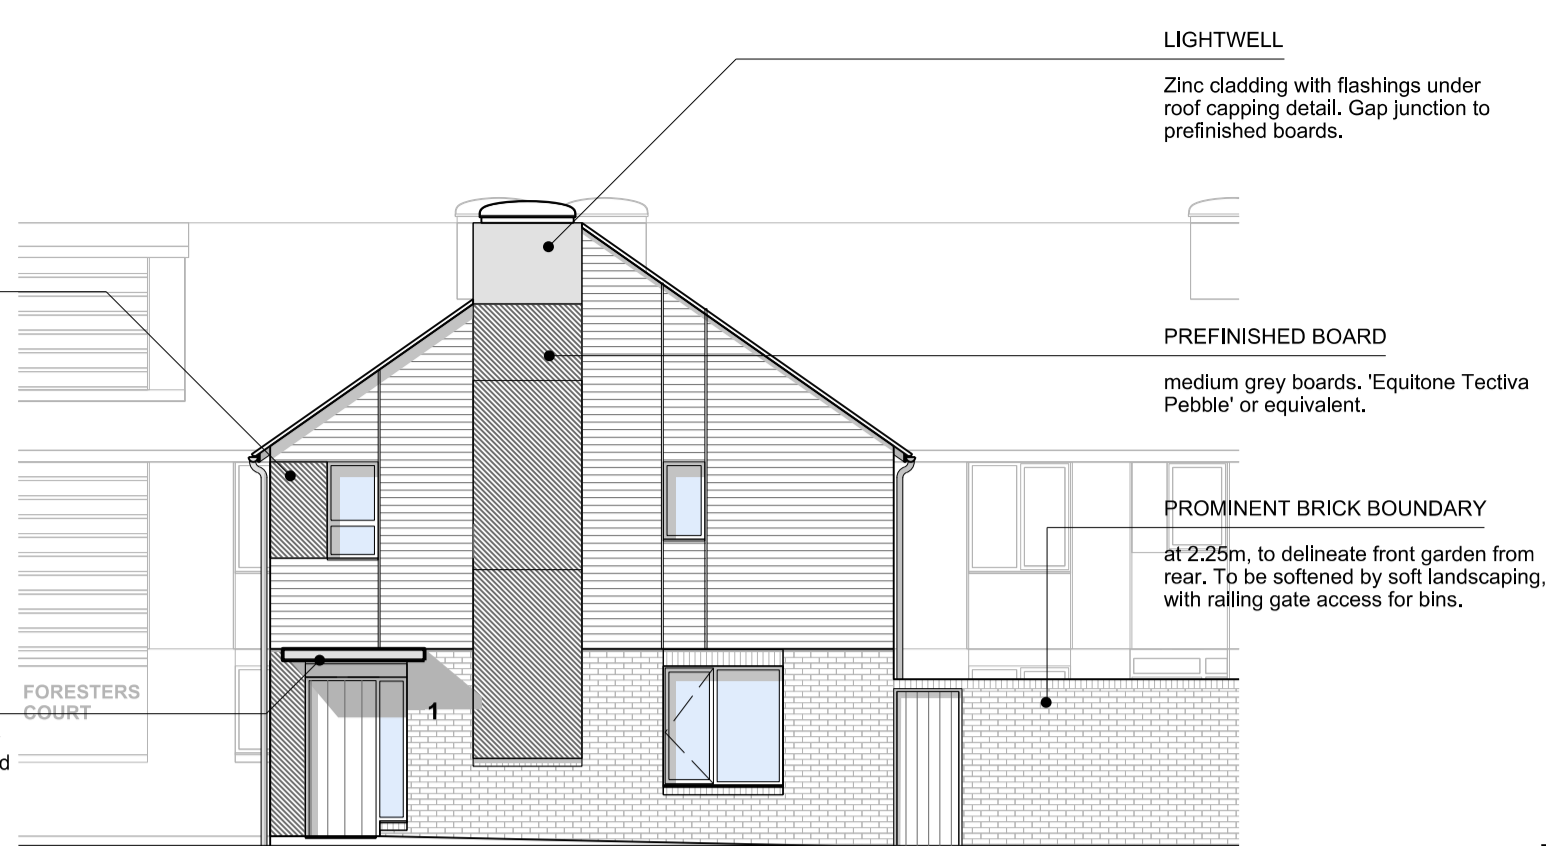 LIGHTWELL
Zinc cladding with flashings under
roof capping detail. Gap junction to
prefinished boards.
PREFINISHED BOARD
medium grey boards. 'Equitone Tectiva
Pebble' or equivalent.
PROMINENT BRICK BOUNDARY
at 2.25m, to delineate front garden from
rear. To be softened by soft landscaping,
with railing gate access for bins.
FORESTERS
COURT
1
d